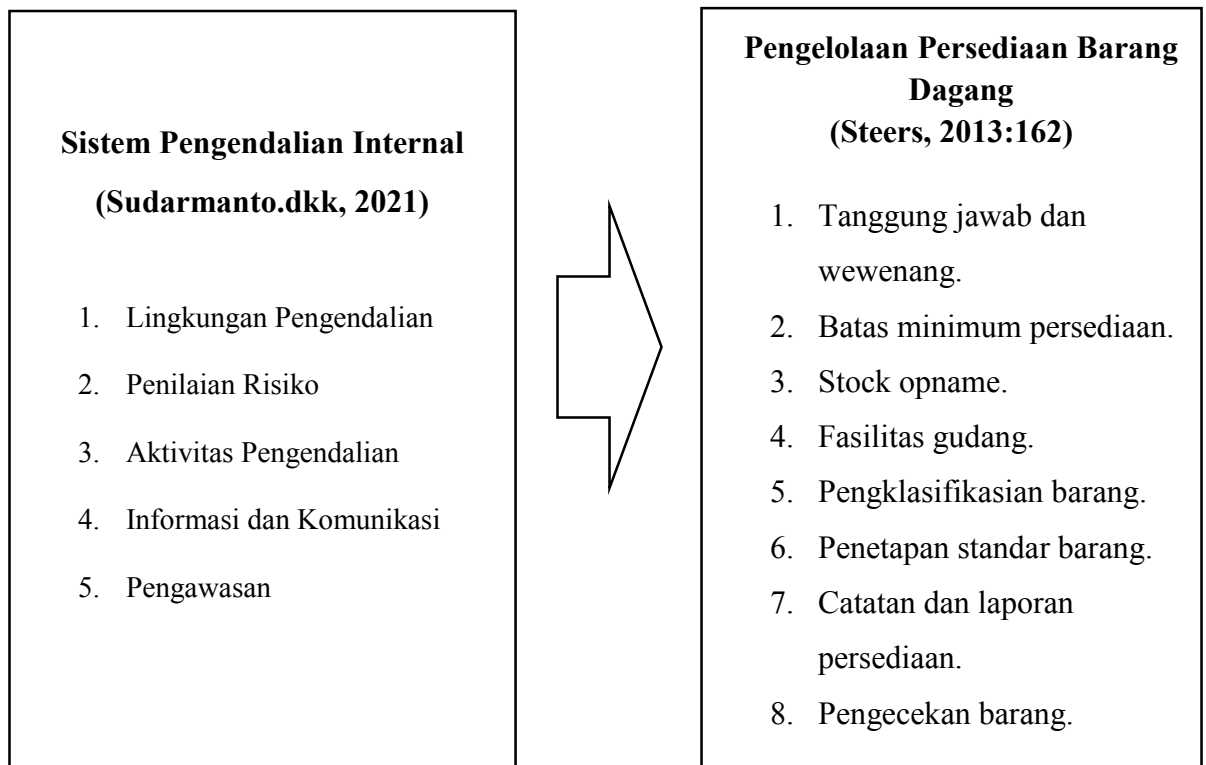 Sistem Pengendalian Internal
(Sudarmanto.dkk, 2021)
1. Lingkungan Pengendalian
2. Penilaian Risiko
3. Aktivitas Pengendalian
4. Informasi dan Komunikasi
5. Pengawasan
Pengelolaan Persediaan Barang
Dagang
(Steers, 2013:162)
1. Tanggung jawab dan
wewenang.
2. Batas minimum persediaan.
3. Stock opname.
4. Fasilitas gudang.
5. Pengklasifikasian barang.
6. Penetapan standar barang.
7. Catatan dan laporan
persediaan.
8. Pengecekan barang.